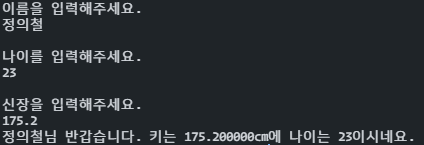 이름을 입력해주세요.
정의철
나이를 입력해주세요.
23
신장을 입력해주세요.
175.2
정의철님 반갑습니다. 키는 175.200000cm에 나이는 23이시네요.